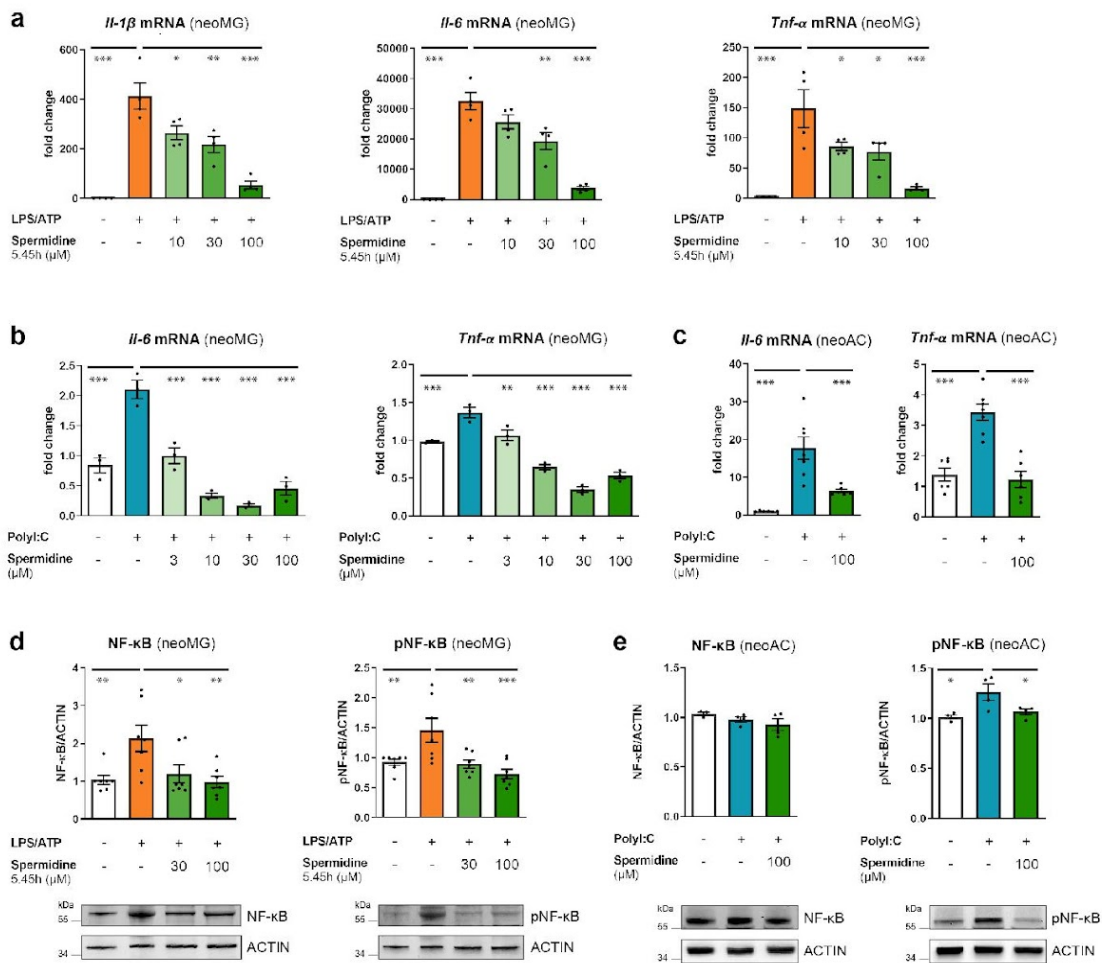 a
Il-1β mRNA (neoMG)
fold change
600
400
200
0
*** * ** ***
LPS/ATP - + + + +
Spermidine - - 10 30 100
5.45h (µM)
Il-6 mRNA (neoMG)
fold change
50000
40000
30000
20000
10000
0
*** ** ***
LPS/ATP - + + + +
Spermidine - - 10 30 100
5.45h (µM)
Tnf-α mRNA (neoMG)
fold change
250
200
150
100
50
0
*** * * ***
LPS/ATP - + + + +
Spermidine - - 10 30 100
5.45h (µM)
b
Il-6 mRNA (neoMG)
fold change
2.5
2.0
1.5
1.0
0.5
0.0
*** *** *** *** ***
PolyI:C - + + + + +
Spermidine - - 3 10 30 100
(µM)
Tnf-α mRNA (neoMG)
fold change
2.0
1.5
1.0
0.5
0.0
*** ** *** *** ***
PolyI:C - + + + + +
Spermidine - - 3 10 30 100
(µM)
c
Il-6 mRNA (neoAC)
fold change
60
40
20
0
*** ***
PolyI:C - + +
Spermidine - - 100
(µM)
Tnf-α mRNA (neoAC)
fold change
6
5
4
3
2
1
0
*** ***
- + +
- - 100
d
NF-κB (neoMG)
NF-κB/ACTIN
4
3
2
1
0
** * **
LPS/ATP - + + +
Spermidine - - 30 100
5.45h (µM)
kDa
55
NF-κB
34
ACTIN
pNF-κB (neoMG)
pNF-κB/ACTIN
2.5
2.0
1.5
1.0
0.5
0.0
** ** ***
LPS/ATP - + + +
Spermidine - - 30 100
5.45h (µM)
kDa
55
pNF-κB
34
ACTIN
e
NF-κB (neoAC)
NF-κB/ACTIN
1.5
1.0
0.5
0.0
PolyI:C - + +
Spermidine - - 100
(µM)
kDa
55
NF-κB
34
ACTIN
pNF-κB (neoAC)
pNF-κB/ACTIN
2.0
1.5
1.0
0.5
0.0
* *
PolyI:C - + +
Spermidine - - 100
(µM)
kDa
55
pNF-κB
34
ACTIN